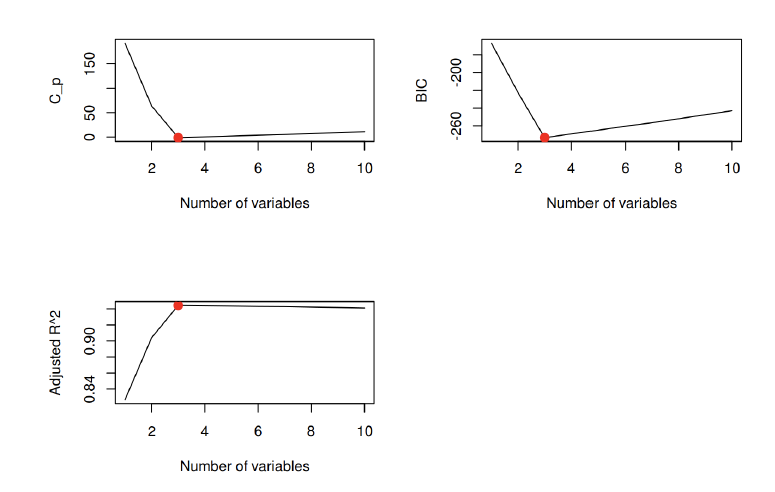 C_p
150
50
0
2 4 6 8 10
Number of variables
BIC
-200
-260
2 4 6 8 10
Number of variables
Adjusted R^2
0.90
0.84
2 4 6 8 10
Number of variables